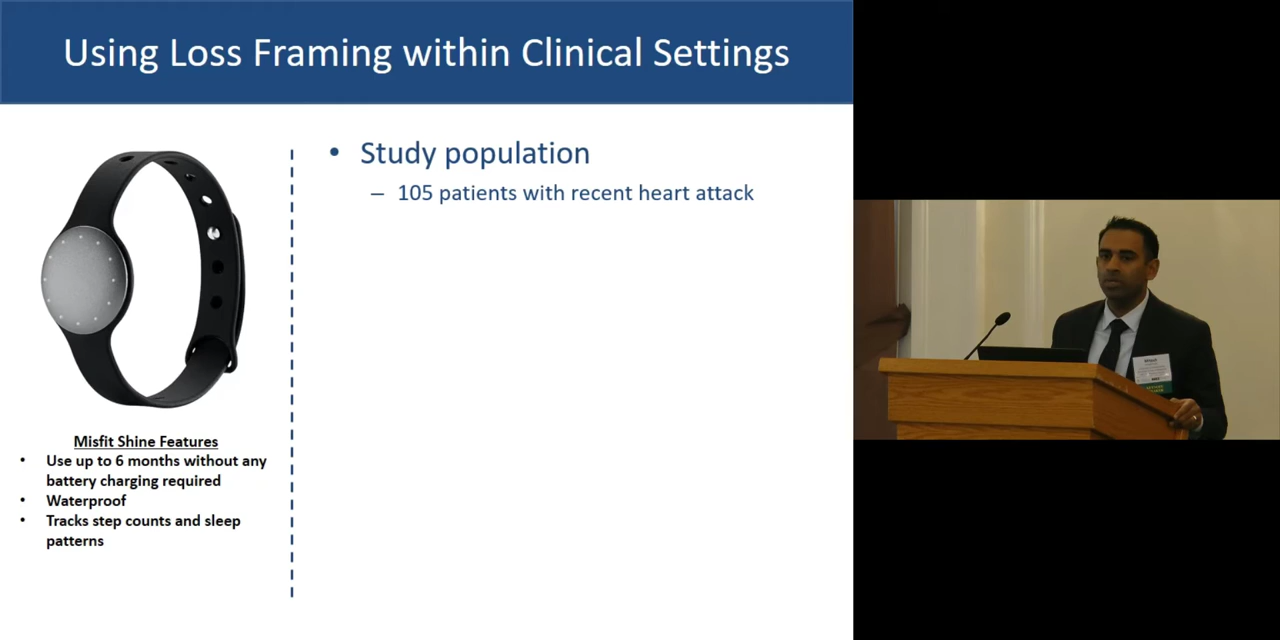 Using Loss Framing within Clinical Settings
• Study population
– 105 patients with recent heart attack
Misfit Shine Features
• Use up to 6 months without any
battery charging required
• Waterproof
• Tracks step counts and sleep
patterns